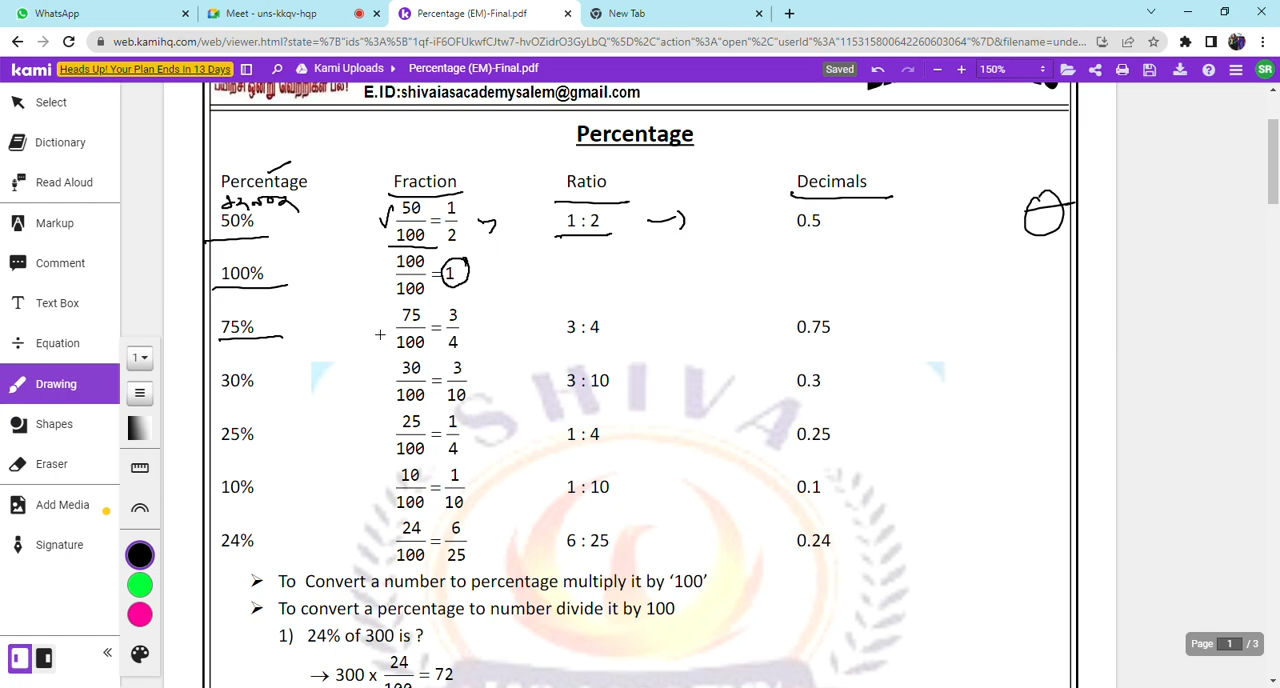 WhatsApp
Meet - uns-kkqv-hqp
Percentage (EM)-Final.pdf
New Tab
web.kamihq.com/web/viewer.html?state=%7B"ids"%3A%5B"1qf-iF6OFUkwfCJtw7-hvOZidrO3GyLbQ"%5D%2C"action"%3A"open"%2C"userId"%3A"115315800642260603064"%7D&filename=unde...
kami
Heads Up! Your Plan Ends In 13 Days
Kami Uploads
Percentage (EM)-Final.pdf
Saved
150%
SR
Select
Dictionary
Read Aloud
Markup
Comment
Text Box
Equation
Drawing
Shapes
Eraser
Add Media
Signature
1
E.ID:shivaiasacademysalem@gmail.com
Percentage
Percentage Fraction Ratio Decimals
50% 50/100 = 1/2 1 : 2 0.5
100% 100/100 = 1
75% 75/100 = 3/4 3 : 4 0.75
30% 30/100 = 3/10 3 : 10 0.3
25% 25/100 = 1/4 1 : 4 0.25
10% 10/100 = 1/10 1 : 10 0.1
24% 24/100 = 6/25 6 : 25 0.24
SHIVA
➢ To Convert a number to percentage multiply it by ‘100’
➢ To convert a percentage to number divide it by 100
1) 24% of 300 is ?
→ 300 x 24/100 = 72
Page 1 / 3